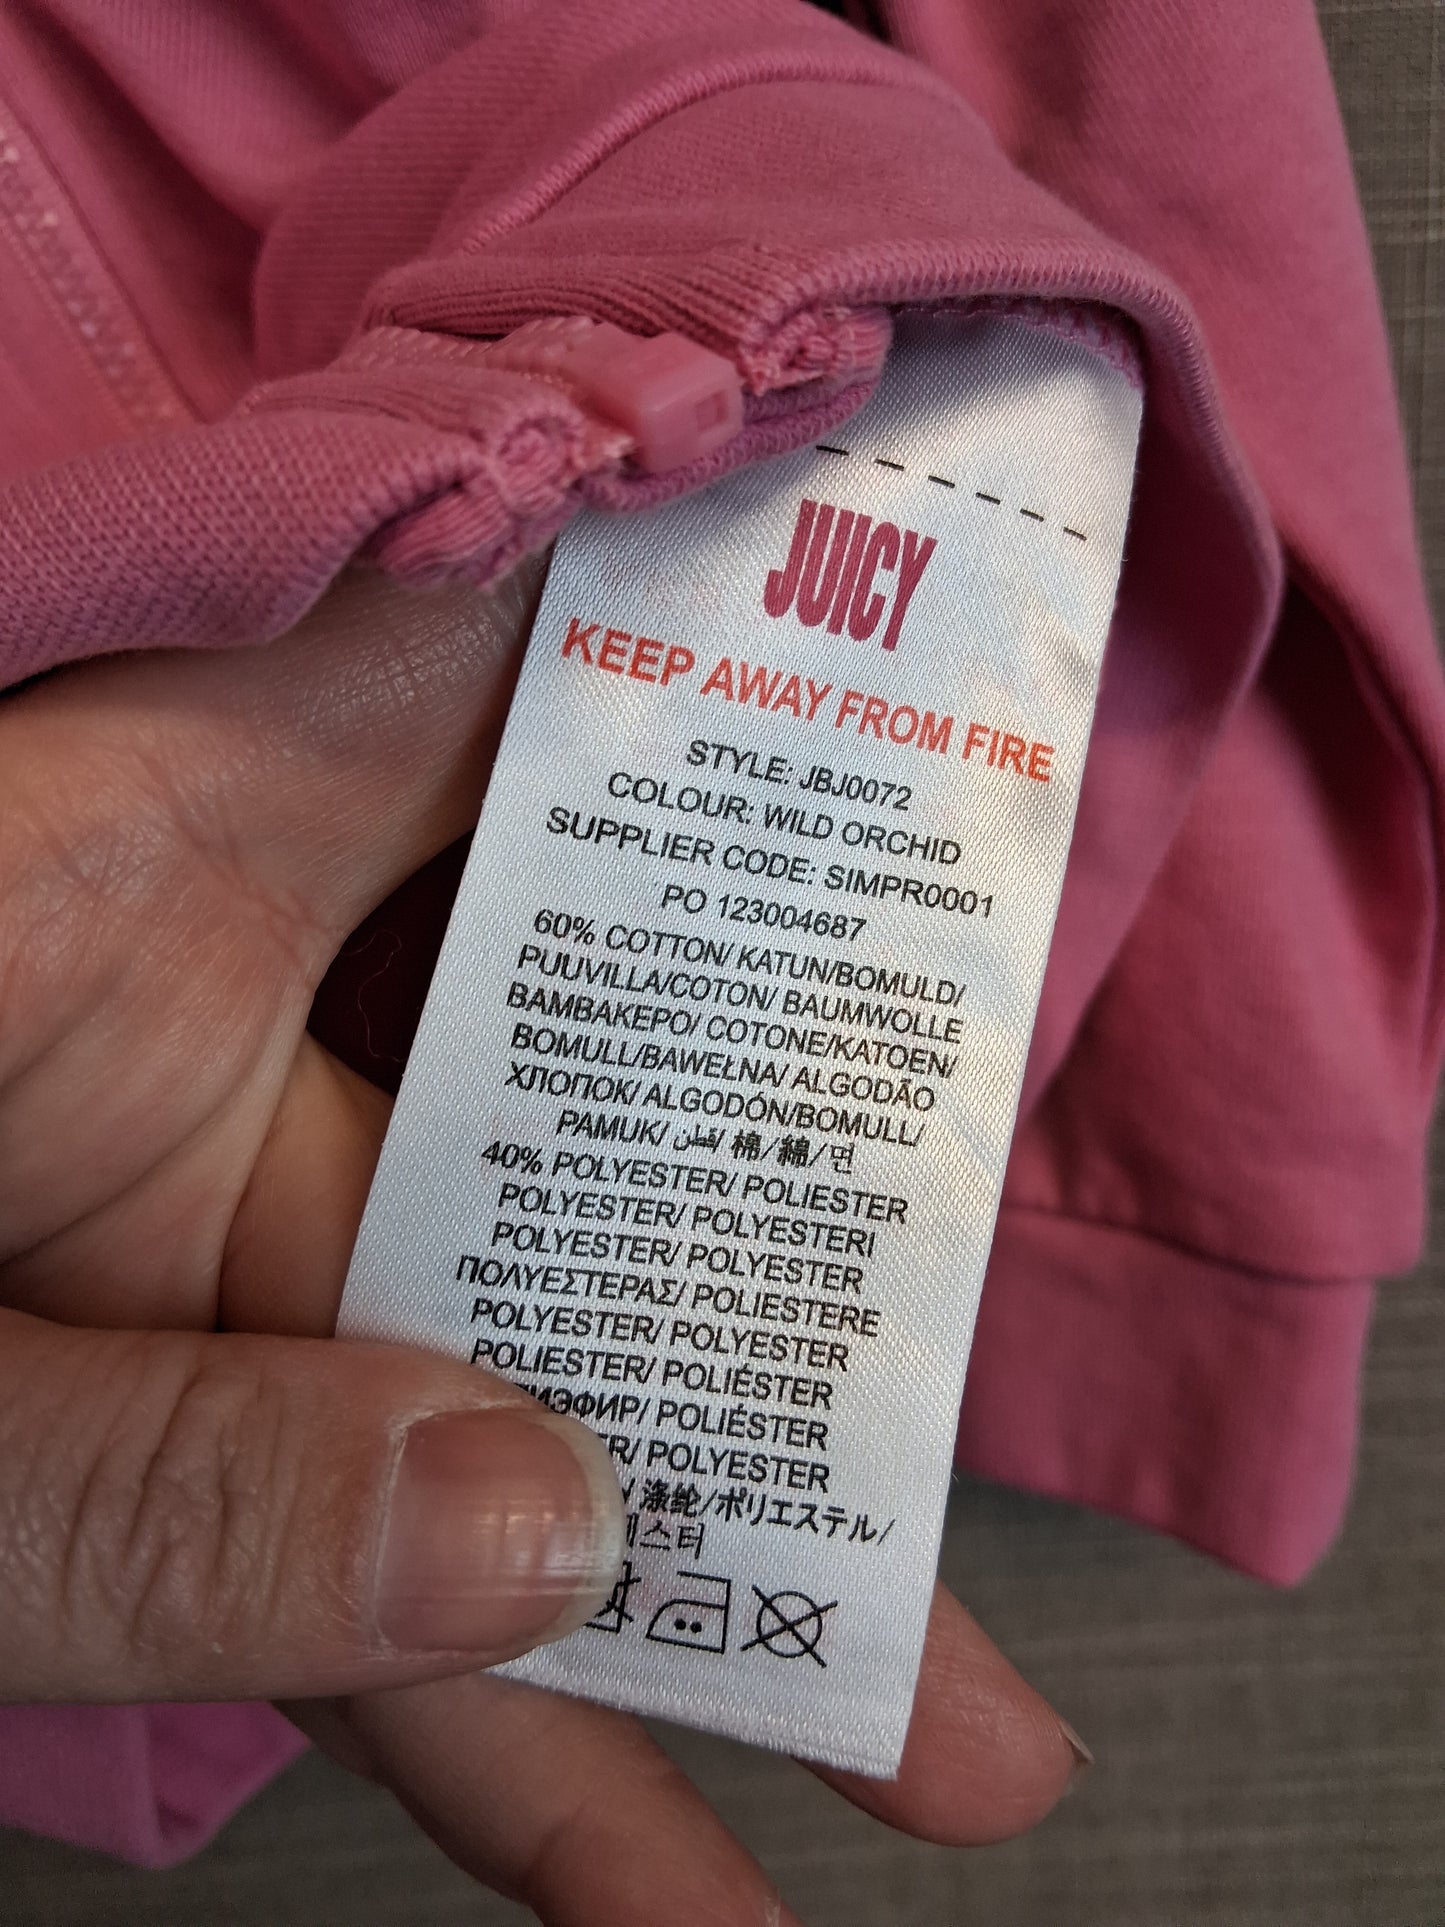 JUICY
KEEP AWAY FROM FIRE
STYLE: JBJ0072
COLOUR: WILD ORCHID
SUPPLIER CODE: SIMPR0001
PO 123004687
60% COTTON/ KATUN/BOMULD/
PUUVILLA/COTON/ BAUMWOLLE
ΒΑΜΒΑΚΕΡΟ/ COTONE/KATOEN/
BOMULL/BAWEŁNA/ ALGODÃO
ХЛОПОК/ ALGODÓN/BOMULL/
PAMUK/ قطن/ 棉/綿/면
40% POLYESTER/ POLIESTER
POLYESTER/ POLYESTERI
POLYESTER/ POLYESTER
ΠΟΛΥΕΣΤΕΡΑΣ/ POLIESTERE
POLYESTER/ POLYESTER
POLIESTER/ POLIÉSTER
POLIÉSTER
POLYESTER
涤纶/ポリエステル/